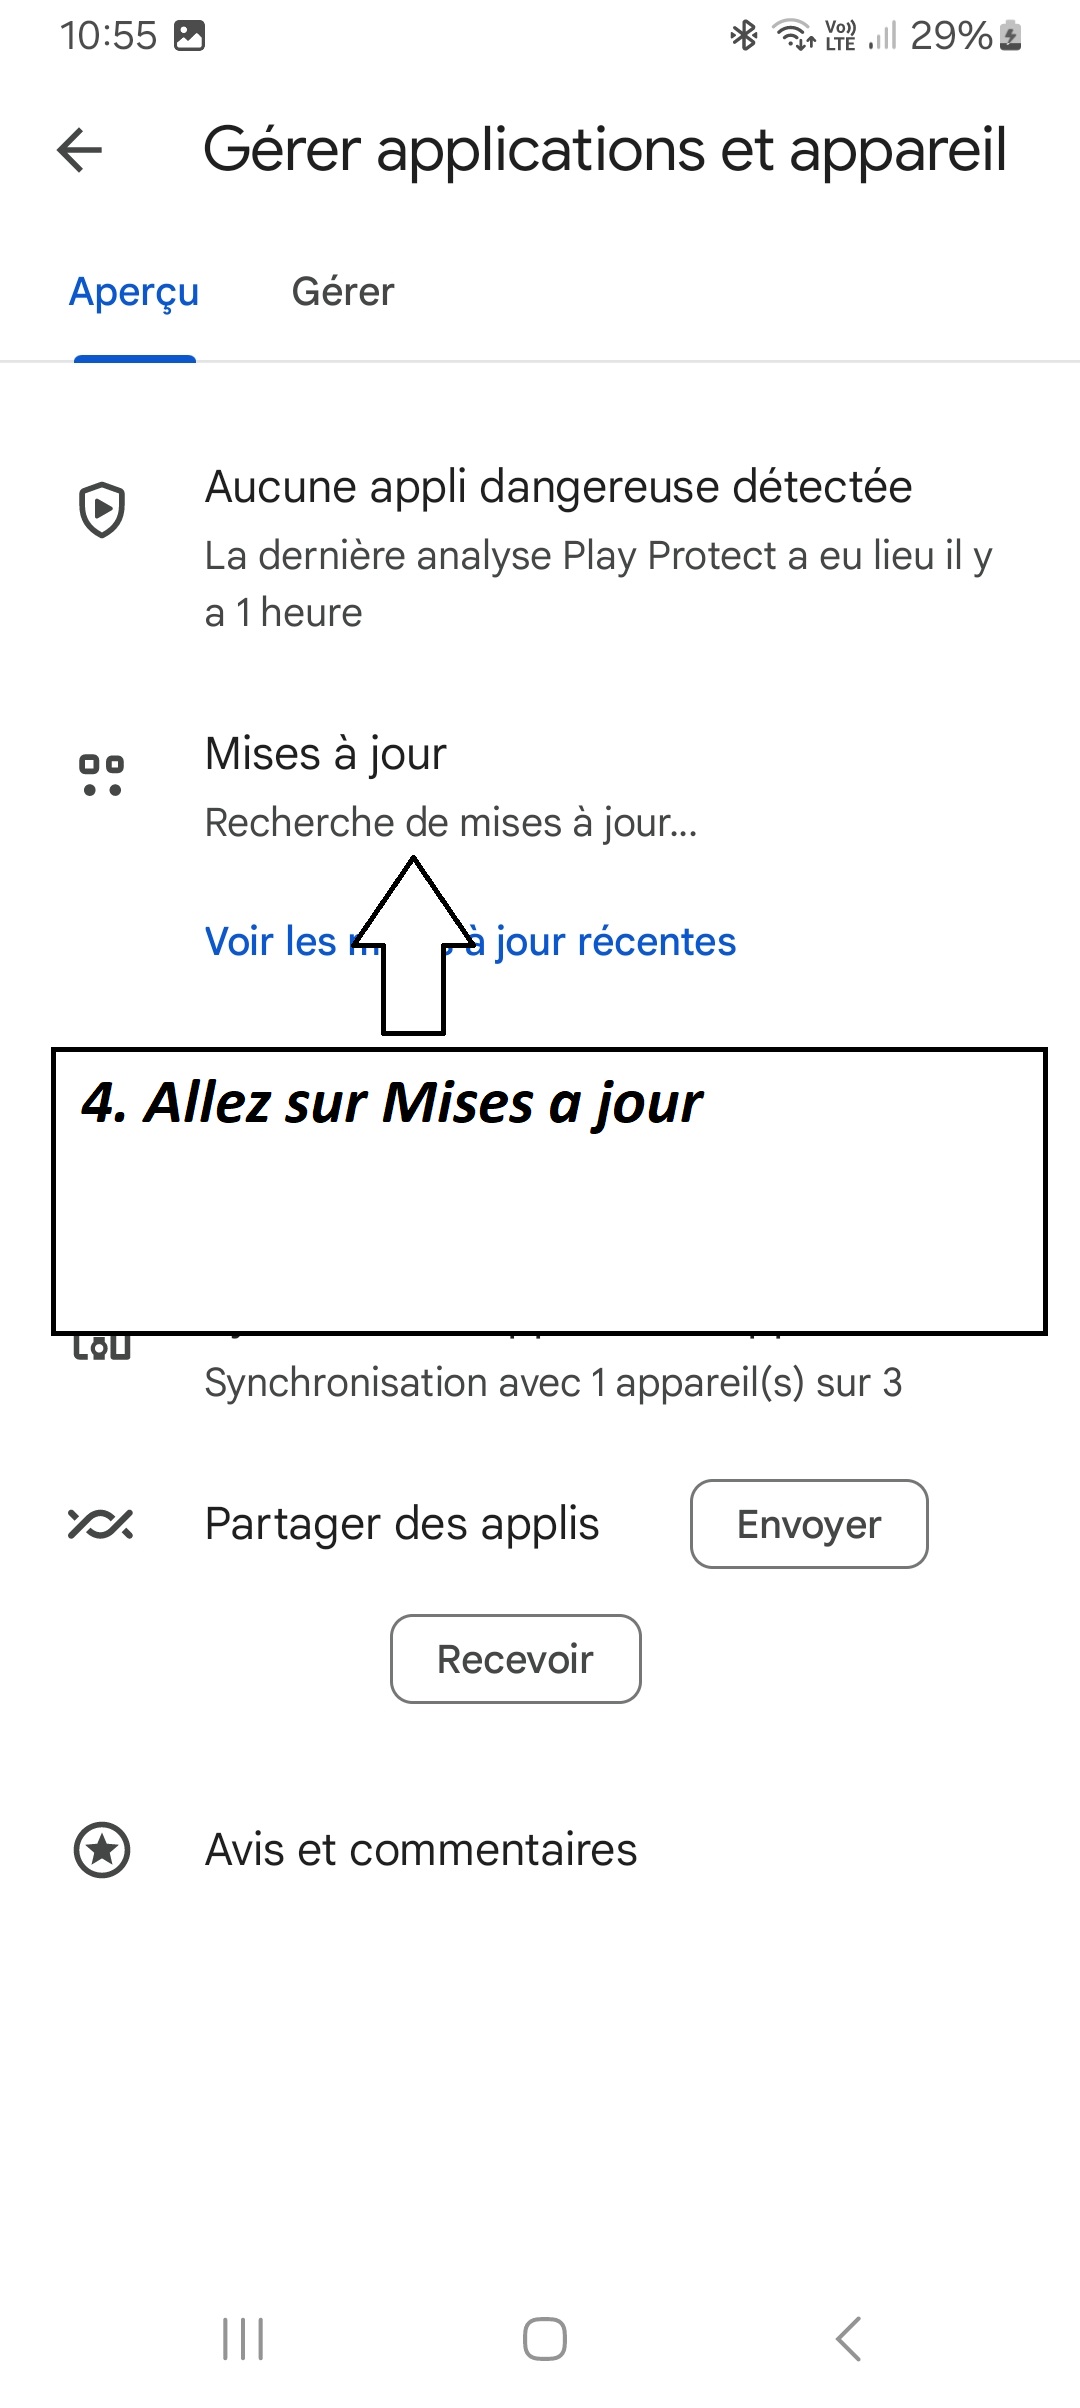 10:55 Vo)) LTE 29%
Gérer applications et appareil
Aperçu Gérer
Aucune appli dangereuse détectée
La dernière analyse Play Protect a eu lieu il y
a 1 heure
Mises à jour
Recherche de mises à jour...
Voir les à jour récentes
4. Allez sur Mises a jour
Synchronisation avec 1 appareil(s) sur 3
Partager des applis Envoyer
Recevoir
Avis et commentaires